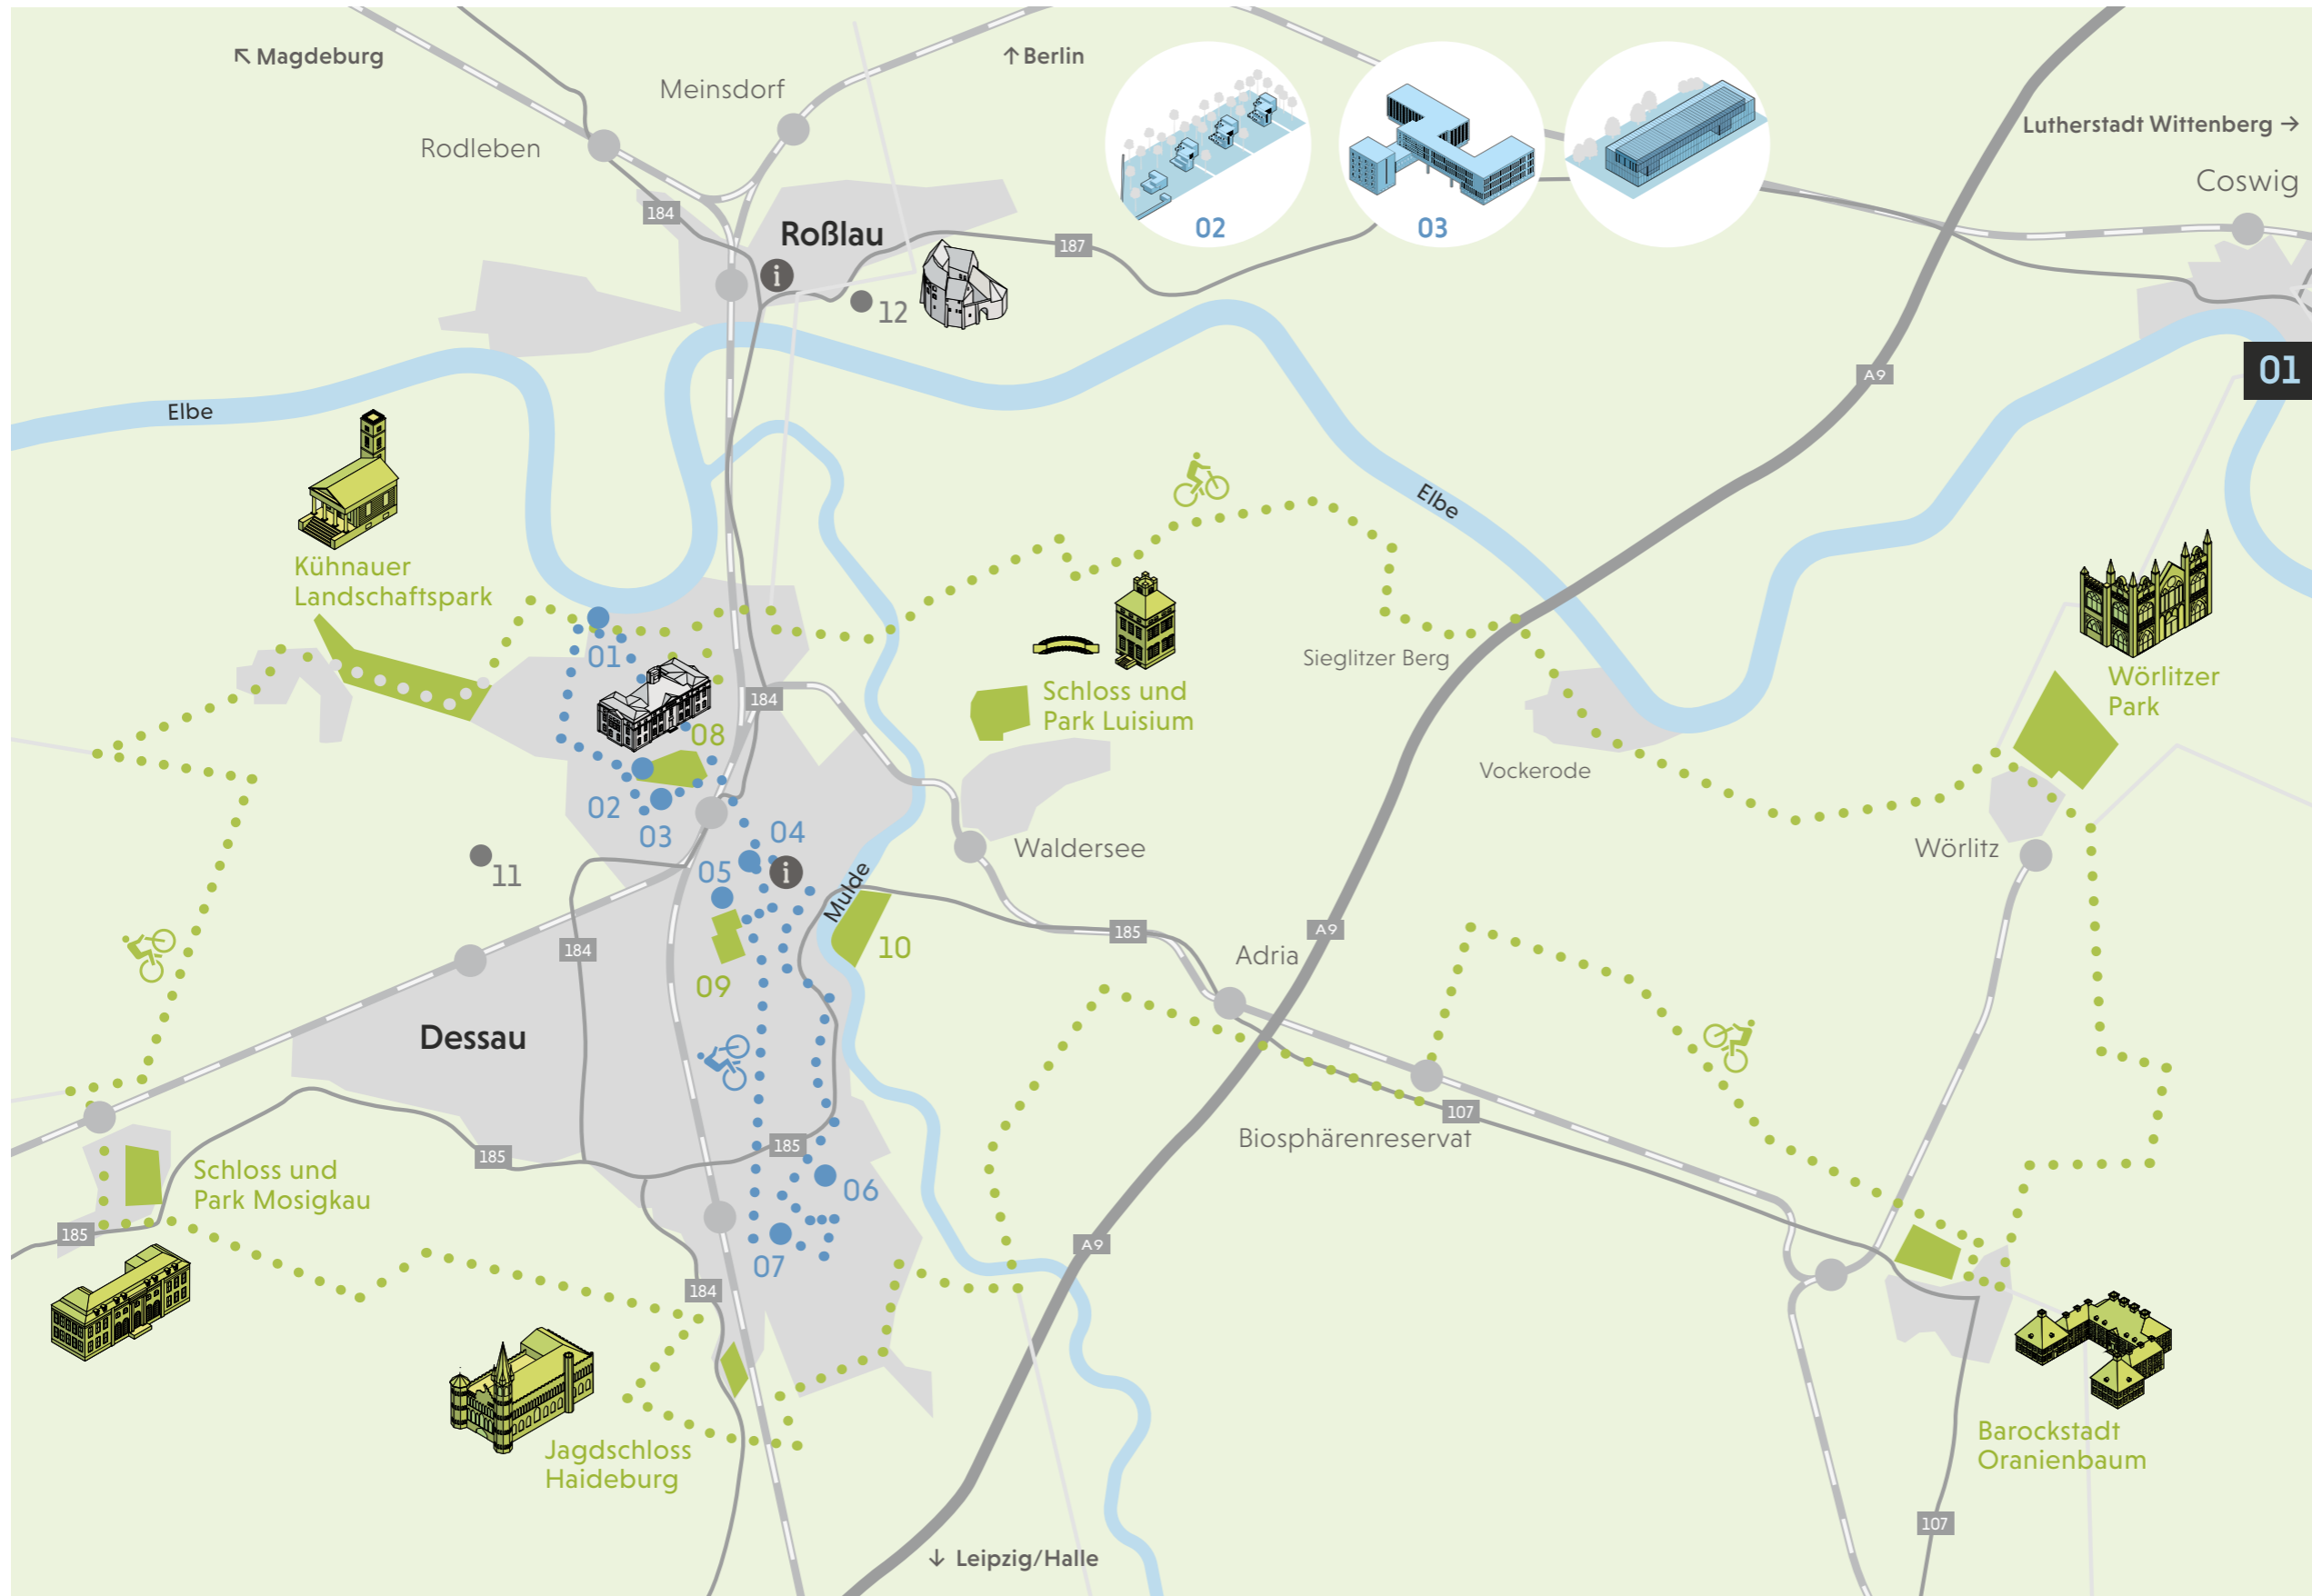 ↖ Magdeburg
↑ Berlin
Meinsdorf
Rodleben
Lutherstadt Wittenberg →
Coswig
184
Roßlau
187
02
03
i
12
A9
01
Elbe
Elbe
Kühnauer
Landschaftspark
01
Sieglitzer Berg
Schloss und
Park Luisium
Wörlitzer
Park
184
08
Vockerode
02
03
04
Waldersee
Wörlitz
11
05
i
Mulde
184
09
10
185
A9
Adria
Dessau
107
Biosphärenreservat
185
185
Schloss und
Park Mosigkau
06
185
07
A9
184
Jagdschloss
Haideburg
Barockstadt
Oranienbaum
107
↓ Leipzig/Halle